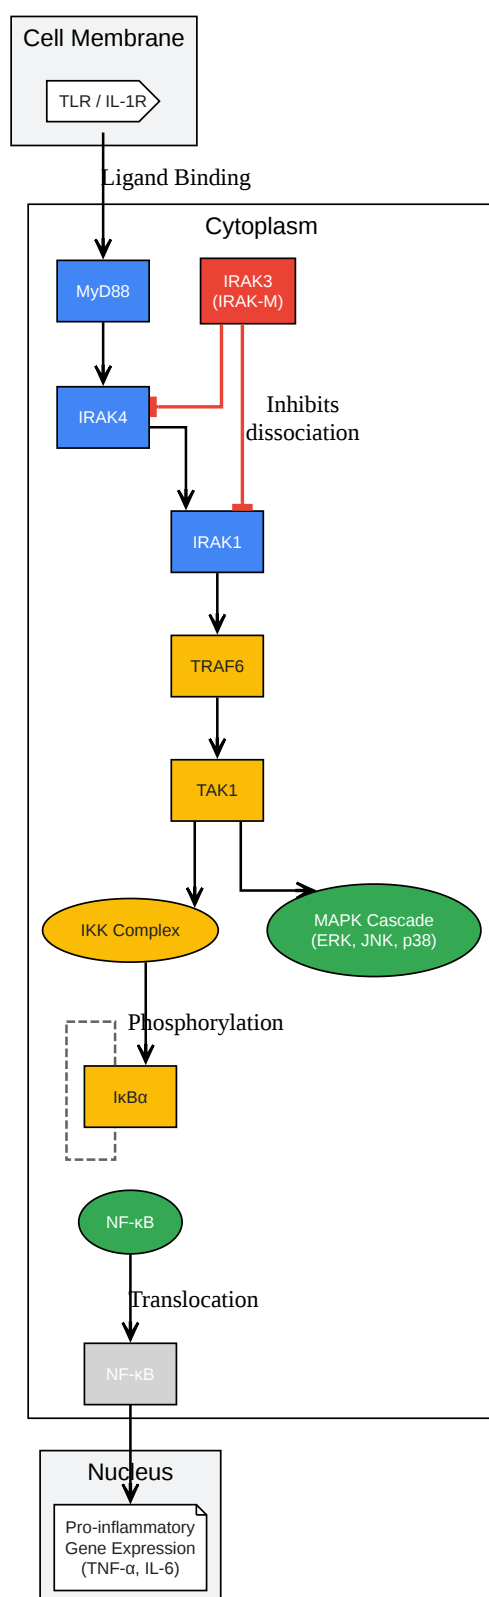 Cell Membrane
TLR / IL-1R
Ligand Binding
Cytoplasm
MyD88
IRAK3
(IRAK-M)
IRAK4
Inhibits
dissociation
IRAK1
TRAF6
TAK1
IKK Complex
MAPK Cascade
(ERK, JNK, p38)
Phosphorylation
IκBα
NF-κB
Translocation
NF-κB
Nucleus
Pro-inflammatory
Gene Expression
(TNF-α, IL-6)